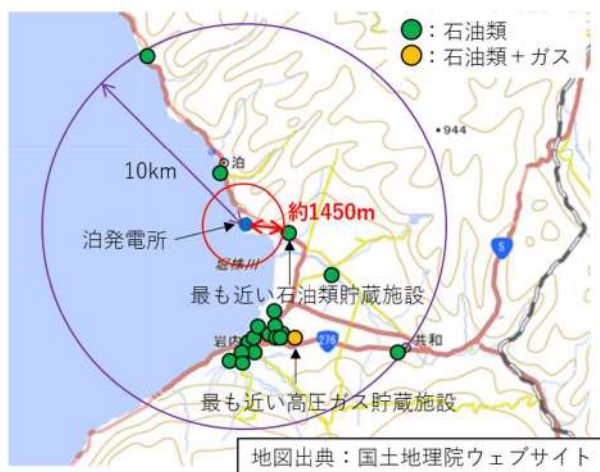 ：石油類
：石油類＋ガス
・944
10km
泊
約1450m
泊発電所
堀株川
5
最も近い石油類貯蔵施設
岩内
276
共和
最も近い高圧ガス貯蔵施設
地図出典：国土地理院ウェブサイト